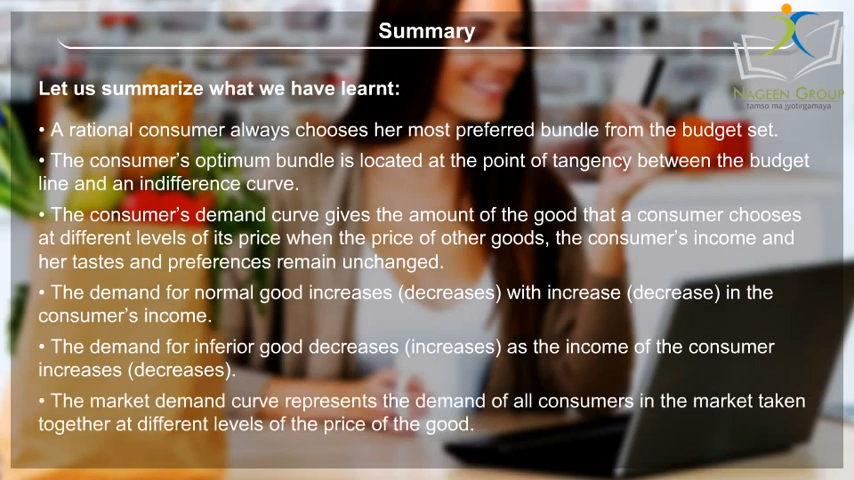 Summary
NAGEEN GROUP
tamso ma jyotirgamaya
Let us summarize what we have learnt:
• A rational consumer always chooses her most preferred bundle from the budget set.
• The consumer’s optimum bundle is located at the point of tangency between the budget
line and an indifference curve.
• The consumer’s demand curve gives the amount of the good that a consumer chooses
at different levels of its price when the price of other goods, the consumer’s income and
her tastes and preferences remain unchanged.
• The demand for normal good increases (decreases) with increase (decrease) in the
consumer’s income.
• The demand for inferior good decreases (increases) as the income of the consumer
increases (decreases).
• The market demand curve represents the demand of all consumers in the market taken
together at different levels of the price of the good.